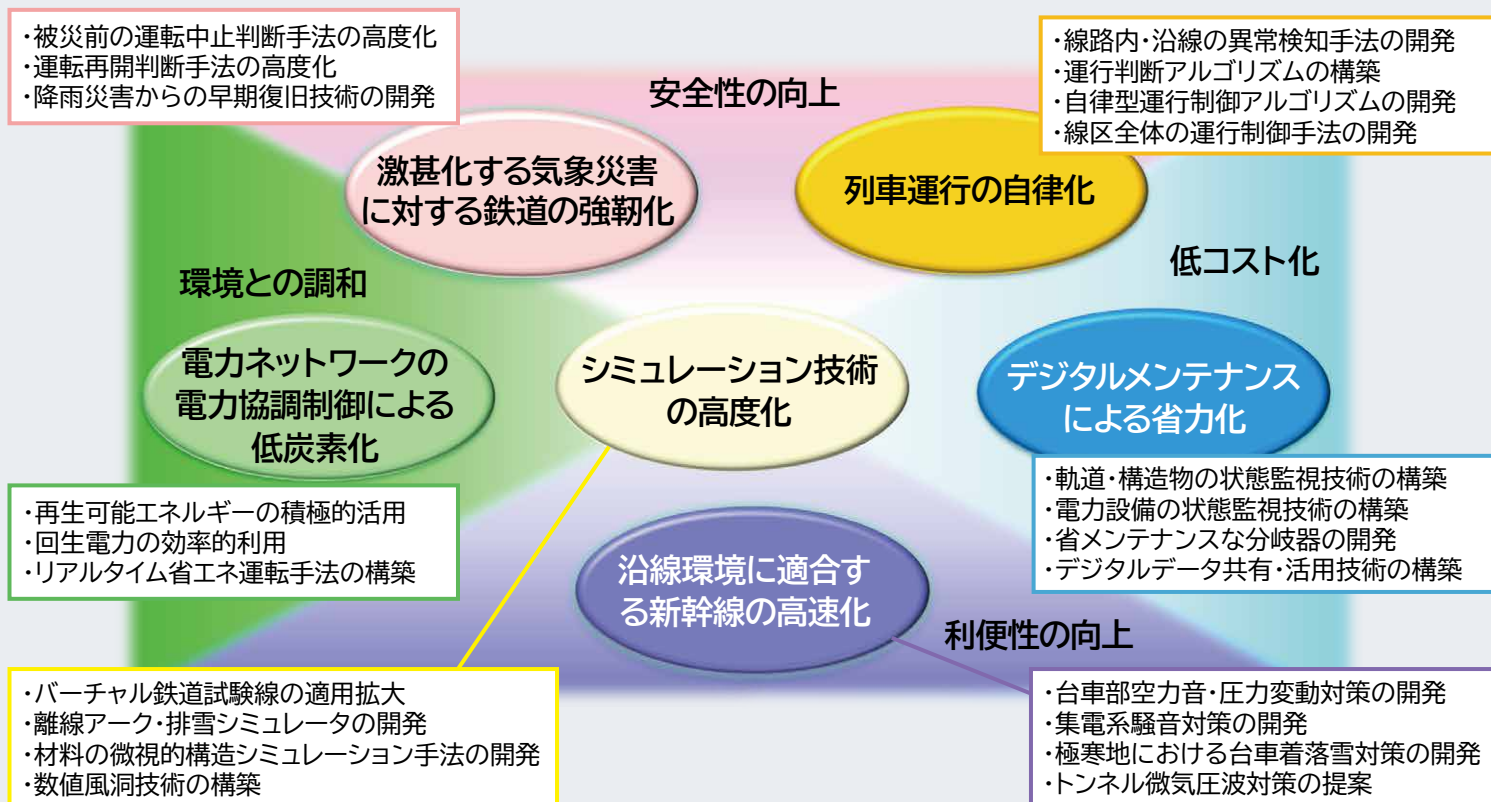 ・被災前の運転中止判断手法の高度化
・運転再開判断手法の高度化
・降雨災害からの早期復旧技術の開発
・線路内・沿線の異常検知手法の開発
・運行判断アルゴリズムの構築
・自律型運行制御アルゴリズムの開発
・線区全体の運行制御手法の開発
安全性の向上
激甚化する気象災害
に対する鉄道の強靭化
列車運行の自律化
環境との調和
低コスト化
電力ネットワークの
電力協調制御による
低炭素化
シミュレーション技術
の高度化
デジタルメンテナンス
による省力化
・再生可能エネルギーの積極的活用
・回生電力の効率的利用
・リアルタイム省エネ運転手法の構築
・軌道・構造物の状態監視技術の構築
・電力設備の状態監視技術の構築
・省メンテナンスな分岐器の開発
・デジタルデータ共有・活用技術の構築
沿線環境に適合す
る新幹線の高速化
利便性の向上
・バーチャル鉄道試験線の適用拡大
・離線アーク・排雪シミュレータの開発
・材料の微視的構造シミュレーション手法の開発
・数値風洞技術の構築
・台車部空力音・圧力変動対策の開発
・集電系騒音対策の開発
・極寒地における台車着落雪対策の開発
・トンネル微気圧波対策の提案